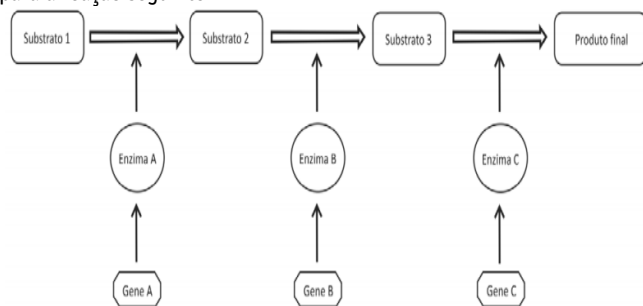 Substrato 1
Substrato 2
Substrato 3
Produto final
Enzima A
Enzima B
Enzima C
Gene A
Gene B
Gene C